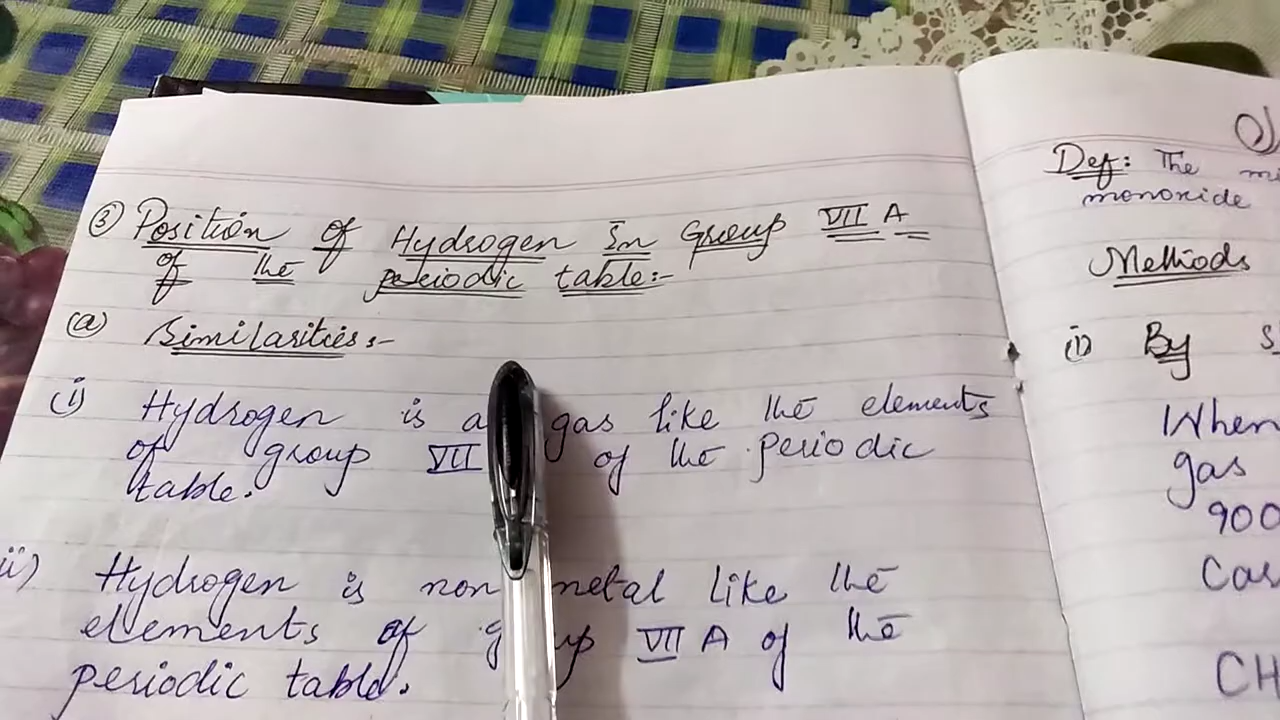 ③ Position of Hydrogen In Group VII A
of the periodic table:-
(a) Similarities:-
(i) Hydrogen is a gas like the elements
of group VII of the periodic
table.
ii) Hydrogen is non metal like the
elements of group VII A of the
periodic table.
Def: The
monoxide
Methods
(i) By S
When
gas
900
CH